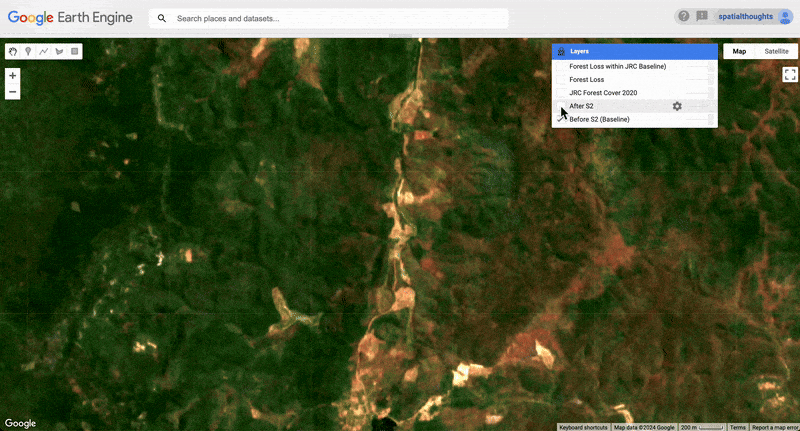 Google Earth Engine
Search places and datasets...
spatialthoughts
Layers
Forest Loss within JRC Baseline)
Forest Loss
JRC Forest Cover 2020
After S2
Before S2 (Baseline)
Map
Satellite
Google
Keyboard shortcuts
Map data ©2024 Google
200 m
Terms
Report a map error